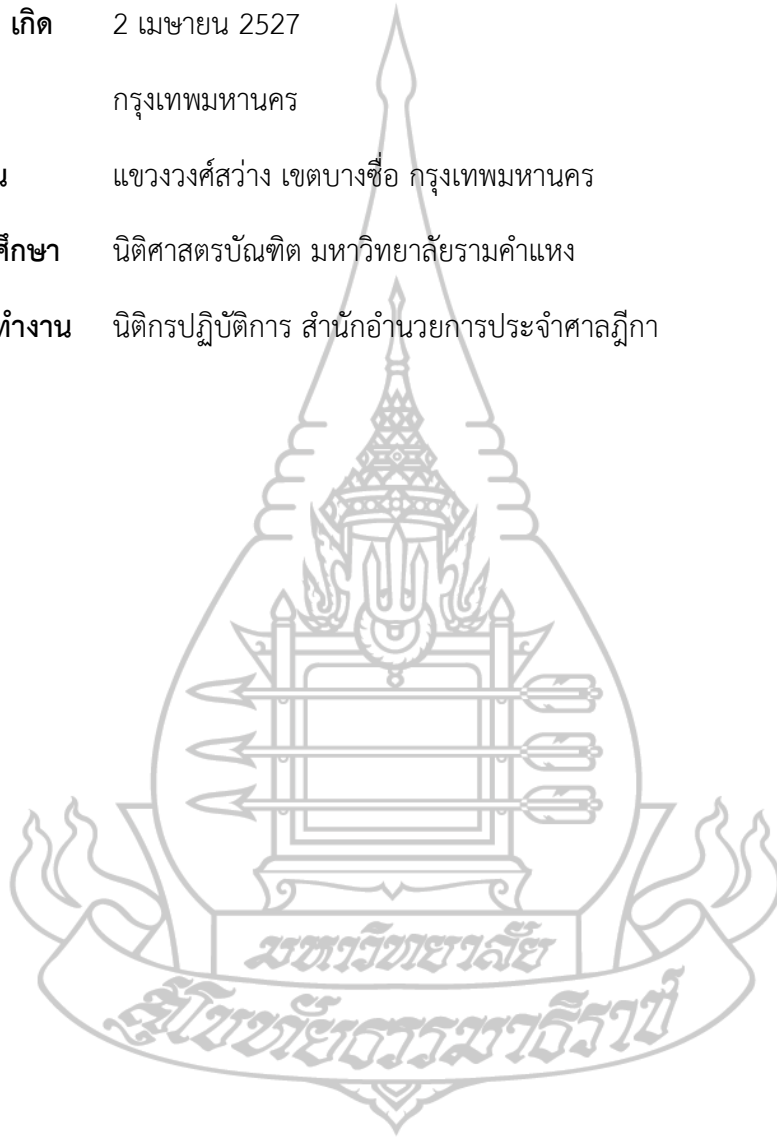 เกิด 2 เมษายน 2527
กรุงเทพมหานคร
แขวงวงศ์สว่าง เขตบางซื่อ กรุงเทพมหานคร
ศึกษา นิติศาสตรบัณฑิต มหาวิทยาลัยรามคำแหง
ทำงาน นิติกรปฏิบัติการ สำนักอำนวยการประจำศาลฎีกา
มหาวิทยาลัย
สุโขทัยธรรมาธิราช